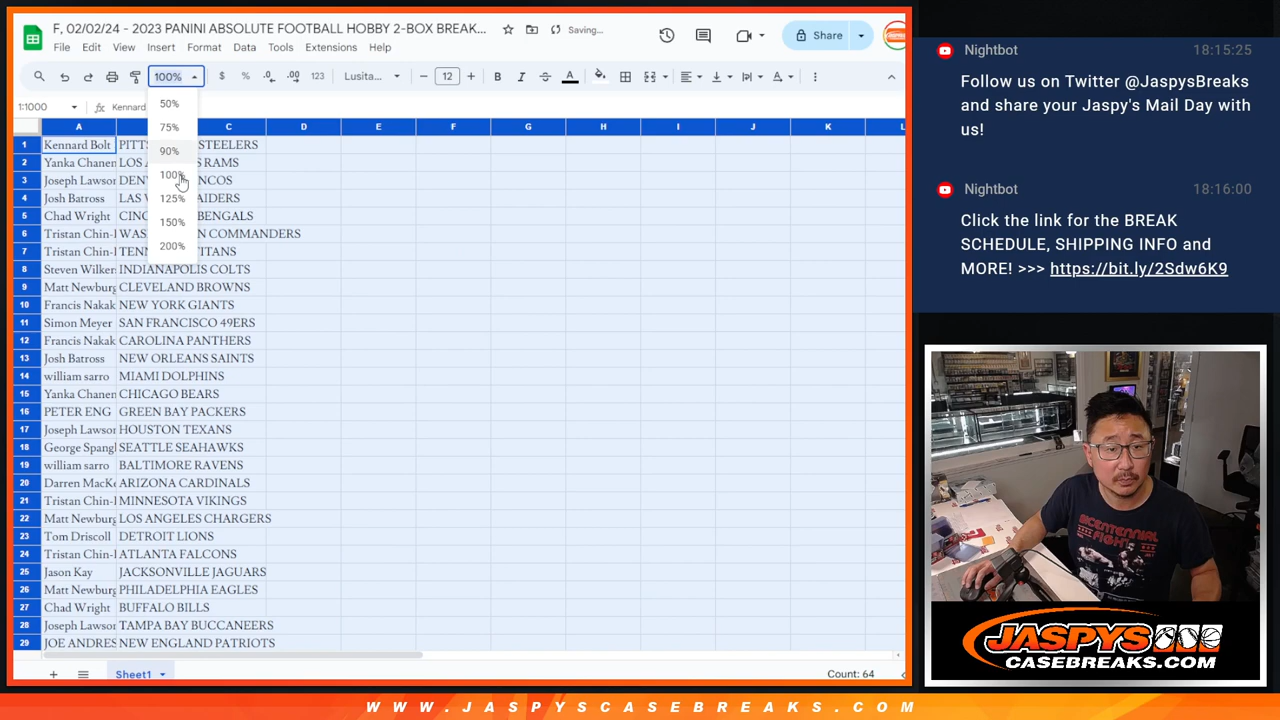 F, 02/02/24 - 2023 PANINI ABSOLUTE FOOTBALL HOBBY 2-BOX BREAK...
Saving...
File Edit View Insert Format Data Tools Extensions Help
Share
100% $ % .0 .00 123 Lusita... 12 B I A
1:1000 fx Kennard
50%
75%
90%
100%
125%
150%
200%
A C D E F G H I J K L
1 Kennard Bolt PITTS STEELERS
2 Yanka Chanen LOS A S RAMS
3 Joseph Lawson DENV NCOS
4 Josh Batross LAS V AIDERS
5 Chad Wright CINC BENGALS
6 Tristan Chin-I WAS N COMMANDERS
7 Tristan Chin-I TENN TITANS
8 Steven Wilker INDIANAPOLIS COLTS
9 Matt Newburg CLEVELAND BROWNS
10 Francis Nakak NEW YORK GIANTS
11 Simon Meyer SAN FRANCISCO 49ERS
12 Francis Nakak CAROLINA PANTHERS
13 Josh Batross NEW ORLEANS SAINTS
14 william sarro MIAMI DOLPHINS
15 Yanka Chanen CHICAGO BEARS
16 PETER ENG GREEN BAY PACKERS
17 Joseph Lawson HOUSTON TEXANS
18 George Spangl SEATTLE SEAHAWKS
19 william sarro BALTIMORE RAVENS
20 Darren MacKe ARIZONA CARDINALS
21 Tristan Chin-I MINNESOTA VIKINGS
22 Matt Newburg LOS ANGELES CHARGERS
23 Tom Driscoll DETROIT LIONS
24 Tristan Chin-I ATLANTA FALCONS
25 Jason Kay JACKSONVILLE JAGUARS
26 Matt Newburg PHILADELPHIA EAGLES
27 Chad Wright BUFFALO BILLS
28 Joseph Lawson TAMPA BAY BUCCANEERS
29 JOE ANDRES NEW ENGLAND PATRIOTS
Sheet1
Count: 64
Nightbot 18:15:25
Follow us on Twitter @JaspysBreaks
and share your Jaspy's Mail Day with
us!
Nightbot 18:16:00
Click the link for the BREAK
SCHEDULE, SHIPPING INFO and
MORE! >>> https://bit.ly/2Sdw6K9
BICENTENNIAL
FIGHT
JASPYS
CASEBREAKS.COM
WWW.JASPYSCASEBREAKS.COM